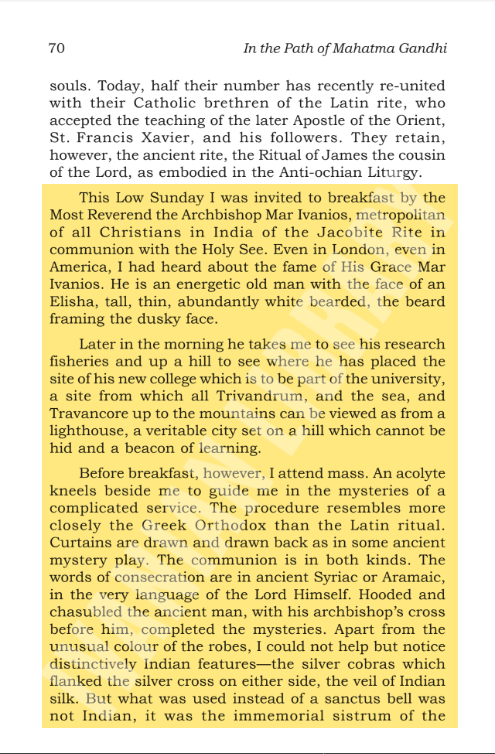 70
In the Path of Mahatma Gandhi
souls. Today, half their number has recently re-united
with their Catholic brethren of the Latin rite, who
accepted the teaching of the later Apostle of the Orient,
St. Francis Xavier, and his followers. They retain,
however, the ancient rite, the Ritual of James the cousin
of the Lord, as embodied in the Anti-ochian Liturgy.
This Low Sunday I was invited to breakfast by the
Most Reverend the Archbishop Mar Ivanios, metropolitan
of all Christians in India of the Jacobite Rite in
communion with the Holy See. Even in London, even in
America, I had heard about the fame of His Grace Mar
Ivanios. He is an energetic old man with the face of an
Elisha, tall, thin, abundantly white bearded, the beard
framing the dusky face.
Later in the morning he takes me to see his research
fisheries and up a hill to see where he has placed the
site of his new college which is to be part of the university,
a site from which all Trivandrum, and the sea, and
Travancore up to the mountains can be viewed as from a
lighthouse, a veritable city set on a hill which cannot be
hid and a beacon of learning.
Before breakfast, however, I attend mass. An acolyte
kneels beside me to guide me in the mysteries of a
complicated service. The procedure resembles more
closely the Greek Orthodox than the Latin ritual.
Curtains are drawn and drawn back as in some ancient
mystery play. The communion is in both kinds. The
words of consecration are in ancient Syriac or Aramaic,
in the very language of the Lord Himself. Hooded and
chasubled the ancient man, with his archbishop's cross
before him, completed the mysteries. Apart from the
unusual colour of the robes, I could not help but notice
distinctively Indian features—the silver cobras which
flanked the silver cross on either side, the veil of Indian
silk. But what was used instead of a sanctus bell was
not Indian, it was the immemorial sistrum of the